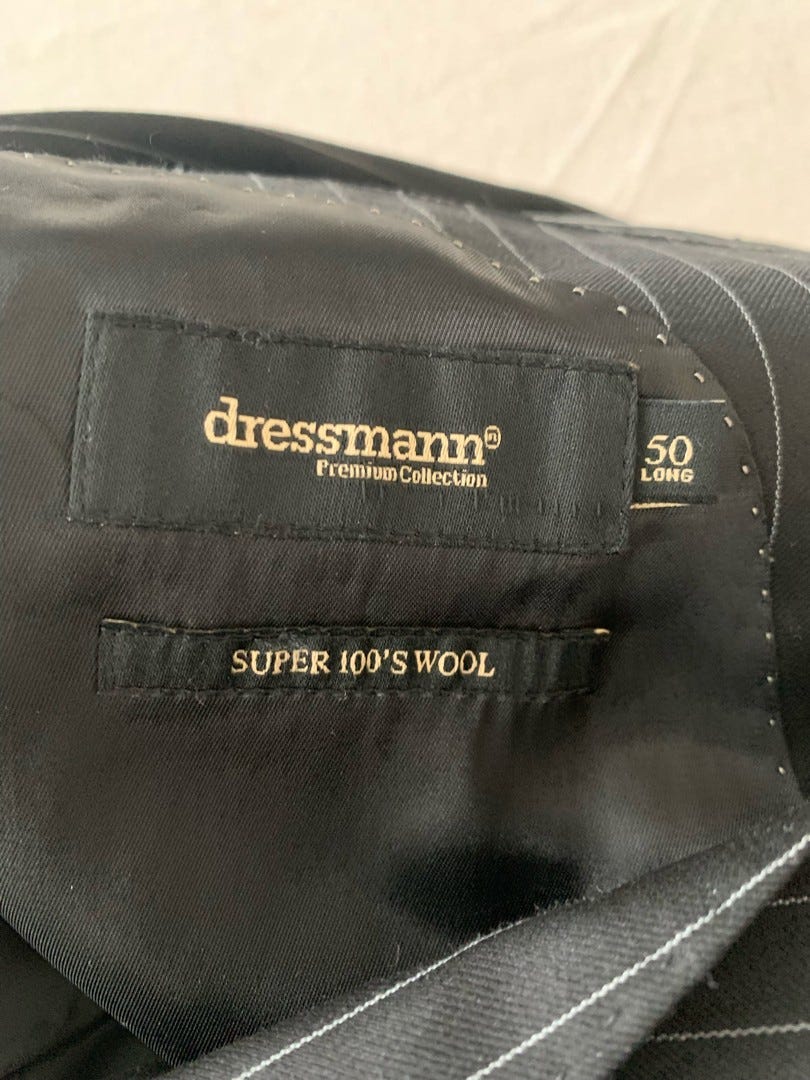 dressmann®
Premium Collection
50
LONG
SUPER 100'S WOOL